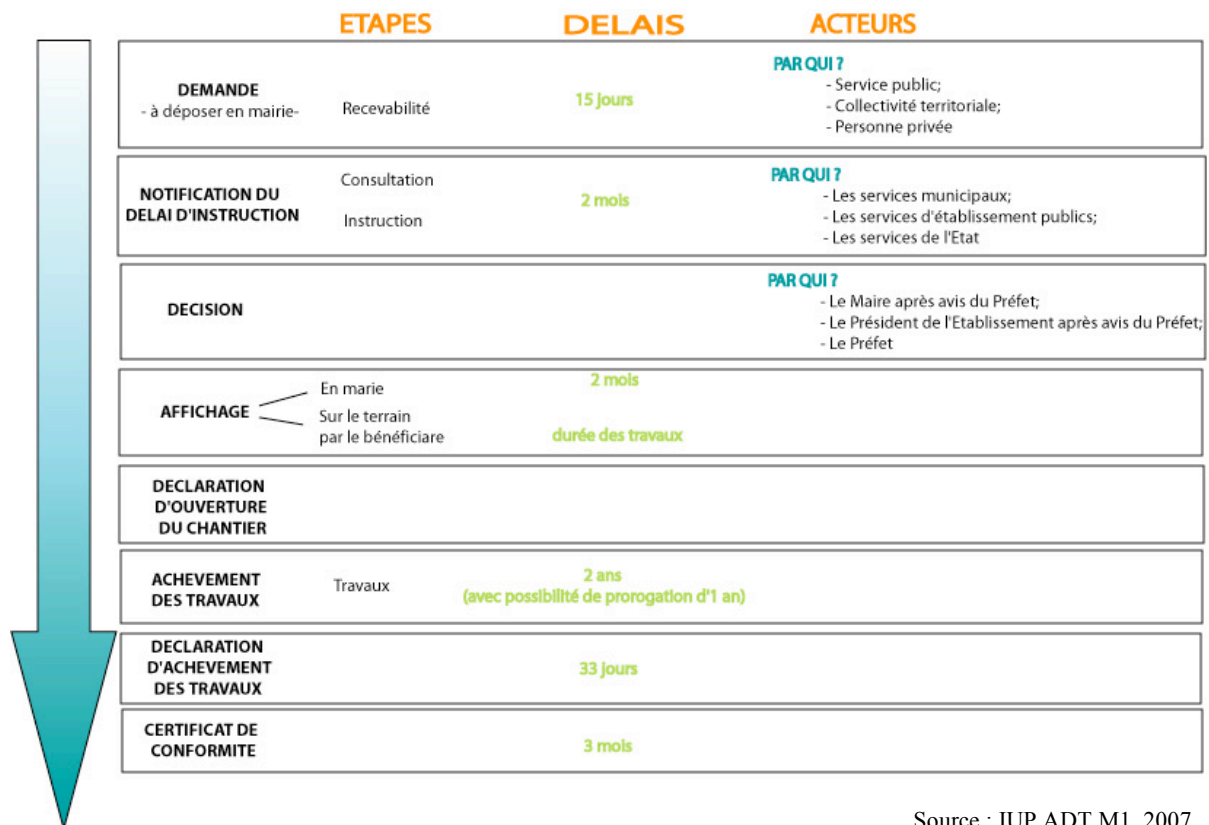 ETAPES DELAIS ACTEURS
DEMANDE
- à déposer en mairie-
Recevabilité
15 jours
PAR QUI ?
- Service public;
- Collectivité territoriale;
- Personne privée
NOTIFICATION DU
DELAI D'INSTRUCTION
Consultation
Instruction
2 mois
PAR QUI ?
- Les services municipaux;
- Les services d'établissement publics;
- Les services de l'Etat
DECISION
PAR QUI ?
- Le Maire après avis du Préfet;
- Le Président de l'Etablissement après avis du Préfet;
- Le Préfet
AFFICHAGE
En marie
2 mois
Sur le terrain
par le bénéficiare
durée des travaux
DECLARATION
D'OUVERTURE
DU CHANTIER
ACHEVEMENT
DES TRAVAUX
Travaux
2 ans
(avec possibilité de prorogation d'1 an)
DECLARATION
D'ACHEVEMENT
DES TRAVAUX
33 jours
CERTIFICAT DE
CONFORMITE
3 mois
Source : IUP ADT M1, 2007